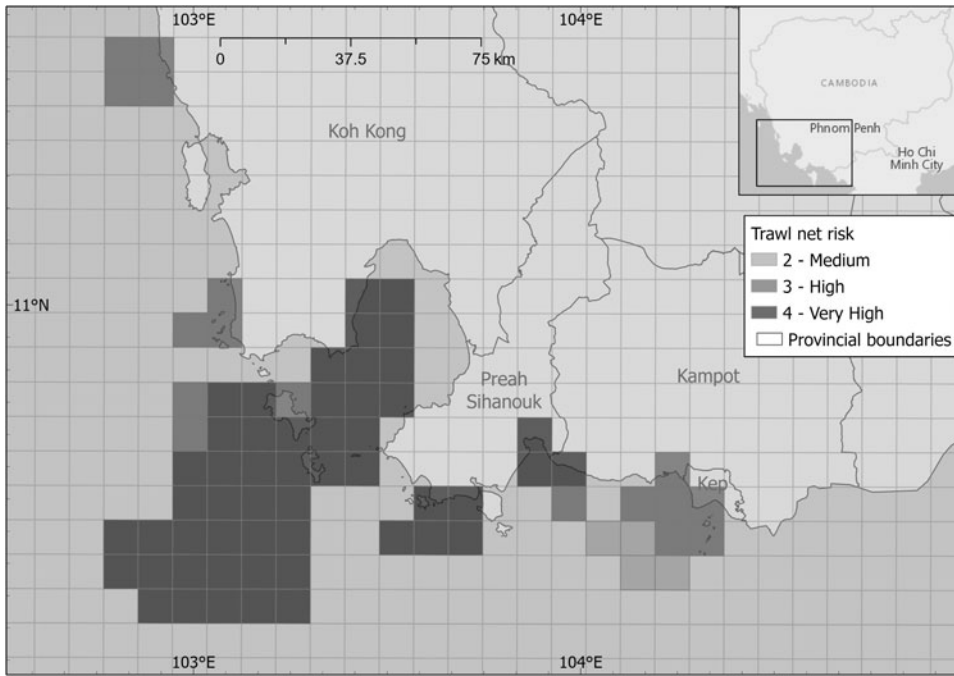 103°E
104°E
0
37.5
75 km
CAMBODIA
Phnom Penh
Ho Chi
Minh City
Koh Kong
Trawl net risk
2 - Medium
3 - High
4 - Very High
Provincial boundaries
11°N
Preah
Sihanouk
Kampot
Kep
103°E
104°E